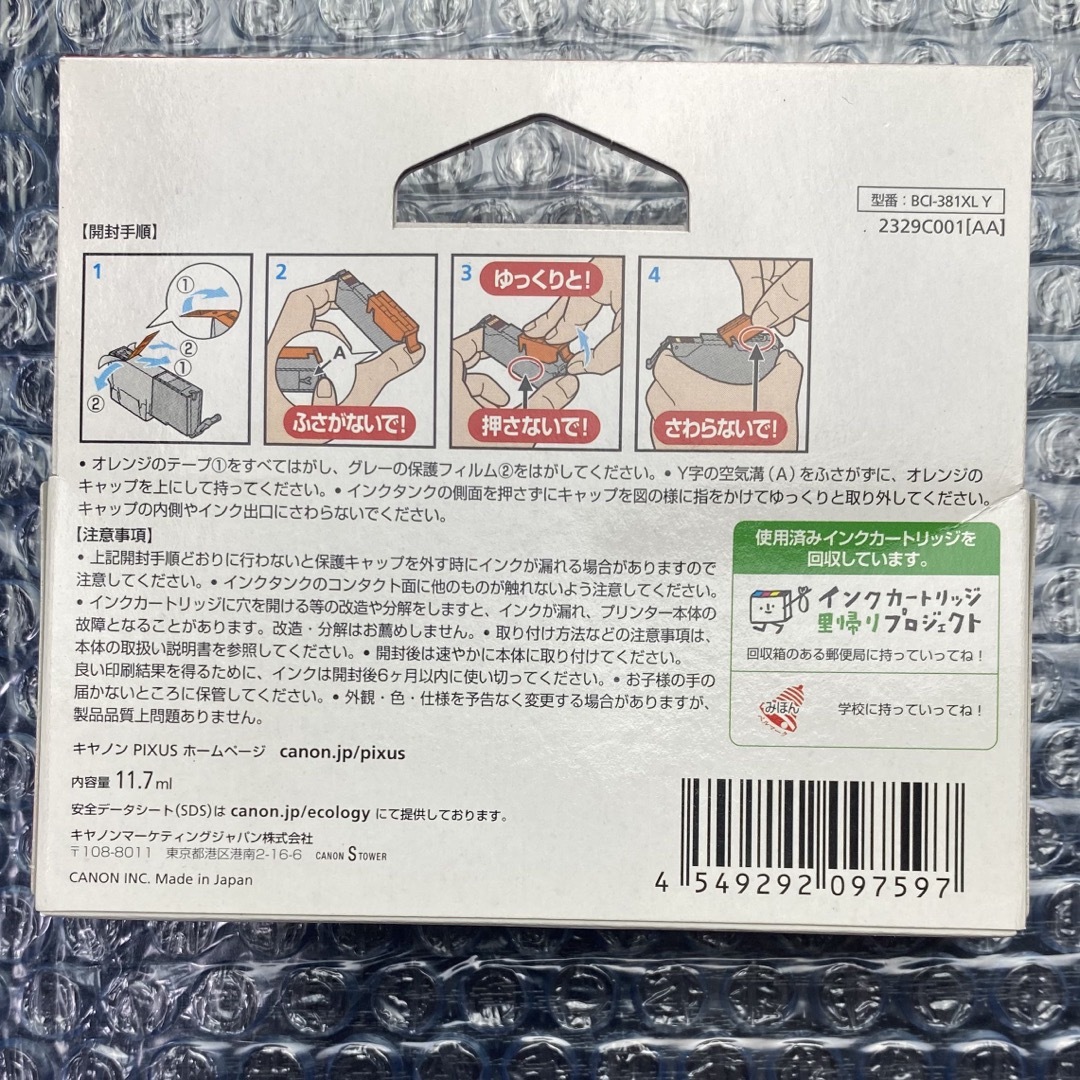 型番：BCI-381XL Y
2329C001[AA]
【開封手順】
1
①
②
①
②
2
A
ふさがないで!
3
ゆっくりと!
押さないで!
4
さわらないで!
・オレンジのテープ①をすべてはがし、グレーの保護フィルム②をはがしてください。・Y字の空気溝（A）をふさがずに、オレンジの
キャップを上にして持ってください。・インクタンクの側面を押さずにキャップを図の様に指をかけてゆっくりと取り外してください。
キャップの内側やインク出口にさわらないでください。
【注意事項】
・上記開封手順どおりに行わないと保護キャップを外す時にインクが漏れる場合がありますので
注意してください。・インクタンクのコンタクト面に他のものが触れないよう注意してください。
・インクカートリッジに穴を開ける等の改造や分解をしますと、インクが漏れ、プリンター本体の
故障となることがあります。改造・分解はお薦めしません。・取り付け方法などの注意事項は、
本体の取扱い説明書を参照してください。・開封後は速やかに本体に取り付けてください。
良い印刷結果を得るために、インクは開封後6ヶ月以内に使い切ってください。・お子様の手の
届かないところに保管してください。・外観・色・仕様を予告なく変更する場合がありますが、
製品品質上問題ありません。
使用済みインクカートリッジを
回収しています。
インクカートリッジ
里帰りプロジェクト
回収箱のある郵便局に持っていってね！
みほん
ベルマーク
学校に持っていってね！
キヤノン PIXUS ホームページ canon.jp/pixus
内容量 11.7ml
安全データシート(SDS)は canon.jp/ecology にて提供しております。
キヤノンマーケティングジャパン株式会社
〒108-8011 東京都港区港南2-16-6 CANON S TOWER
CANON INC. Made in Japan
4 549292 097597